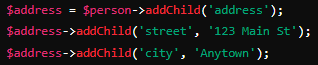 $address = $person->addChild('address');
$address->addChild('street', '123 Main St');
$address->addChild('city', 'Anytown');